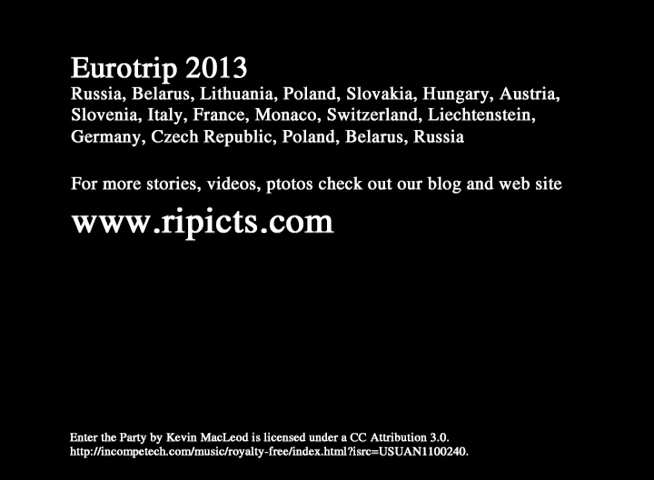 Eurotrip 2013
Russia, Belarus, Lithuania, Poland, Slovakia, Hungary, Austria,
Slovenia, Italy, France, Monaco, Switzerland, Liechtenstein,
Germany, Czech Republic, Poland, Belarus, Russia
For more stories, videos, ptotos check out our blog and web site
www.ripicts.com
Enter the Party by Kevin MacLeod is licensed under a CC Attribution 3.0.
http://incompetech.com/music/royalty-free/index.html?isrc=USUAN1100240.